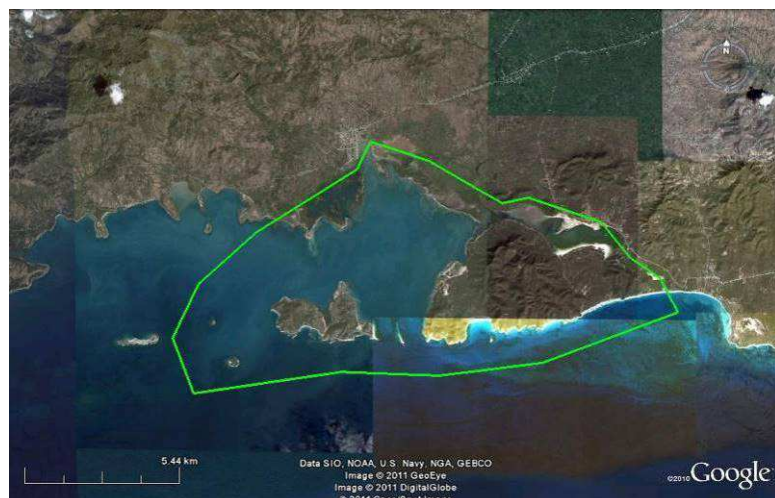 N
5.44 km
Data SIO, NOAA, U.S. Navy, NGA, GEBCO
Image © 2011 GeoEye
Image © 2011 DigitalGlobe
©2010 Google